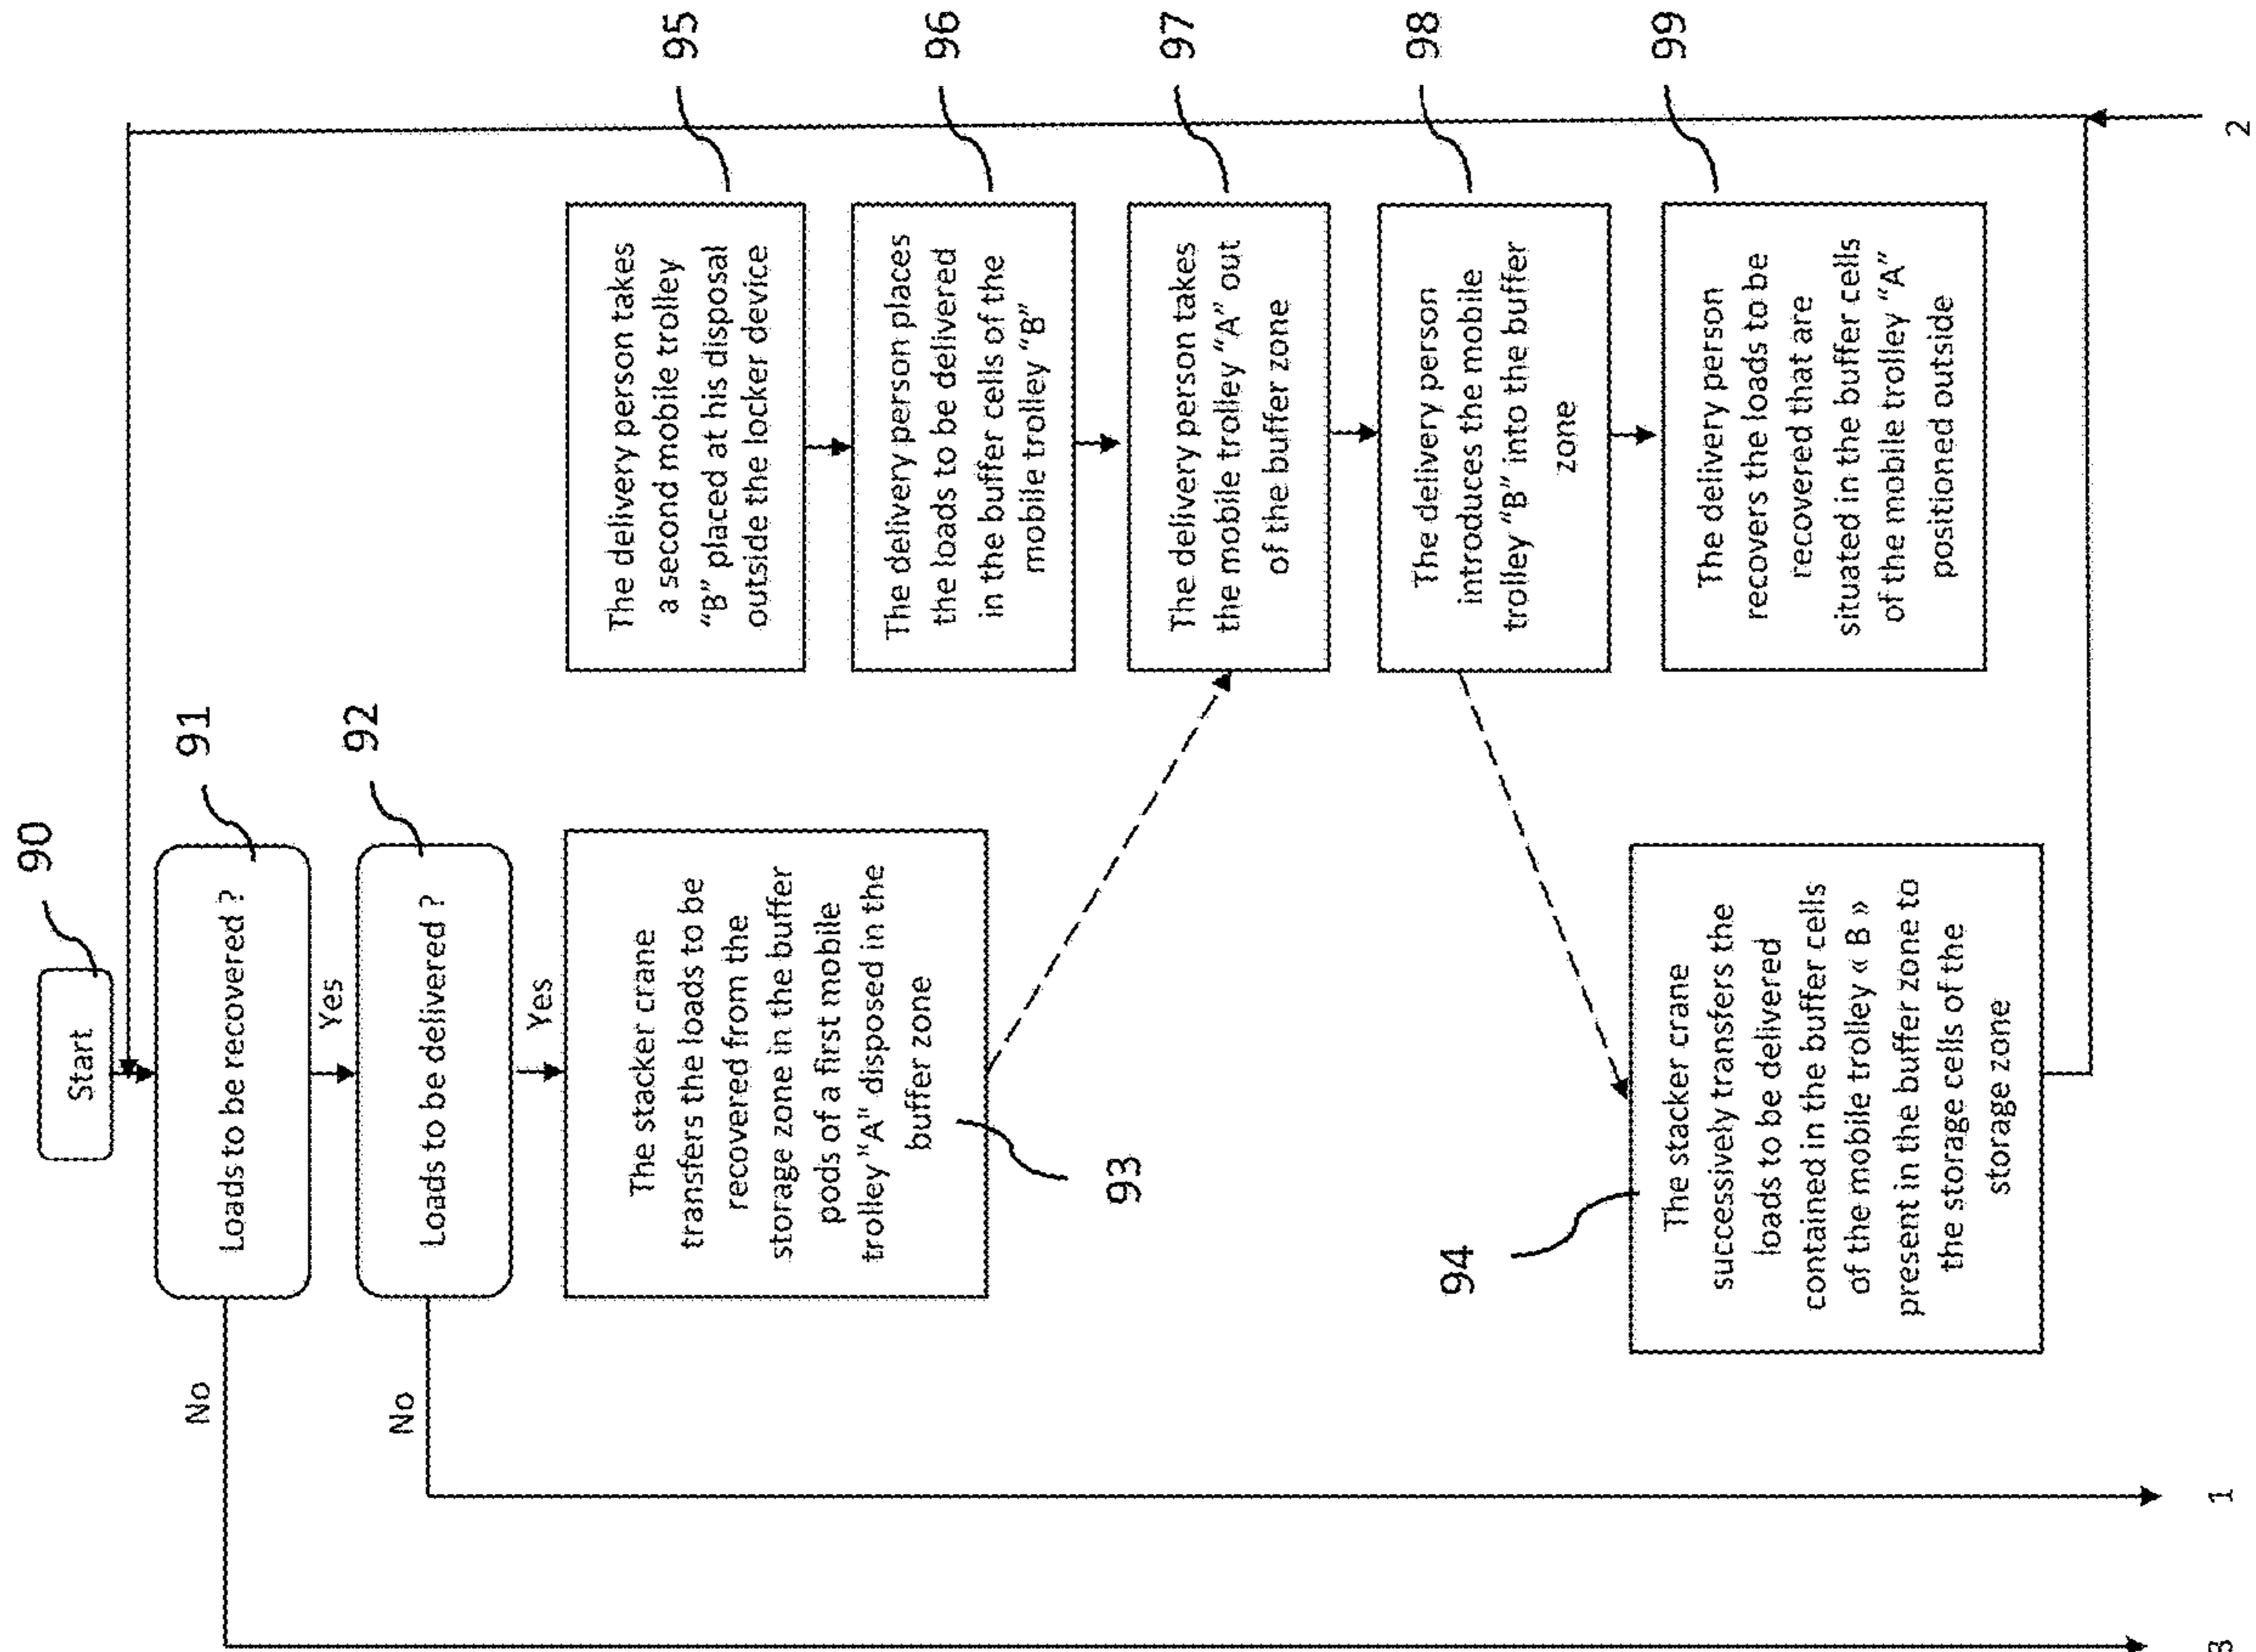 90
Start
91
Loads to be recovered ?
No
Yes
92
Loads to be delivered ?
No
Yes
The stacker crane
transfers the loads to be
recovered from the
storage zone in the buffer
pods of a first mobile
trolley "A" disposed in the
buffer zone
93
The stacker crane
successively transfers the
loads to be delivered
contained in the buffer cells
of the mobile trolley « B »
present in the buffer zone to
the storage cells of the
storage zone
94
The delivery person takes
a second mobile trolley
"B" placed at his disposal
outside the locker device
95
The delivery person places
the loads to be delivered
in the buffer cells of the
mobile trolley "B"
96
The delivery person takes
the mobile trolley "A" out
of the buffer zone
97
The delivery person
introduces the mobile
trolley "B" into the buffer
zone
98
The delivery person
recovers the loads to be
recovered that are
situated in the buffer cells
of the mobile trolley "A"
positioned outside
99
3
1
2